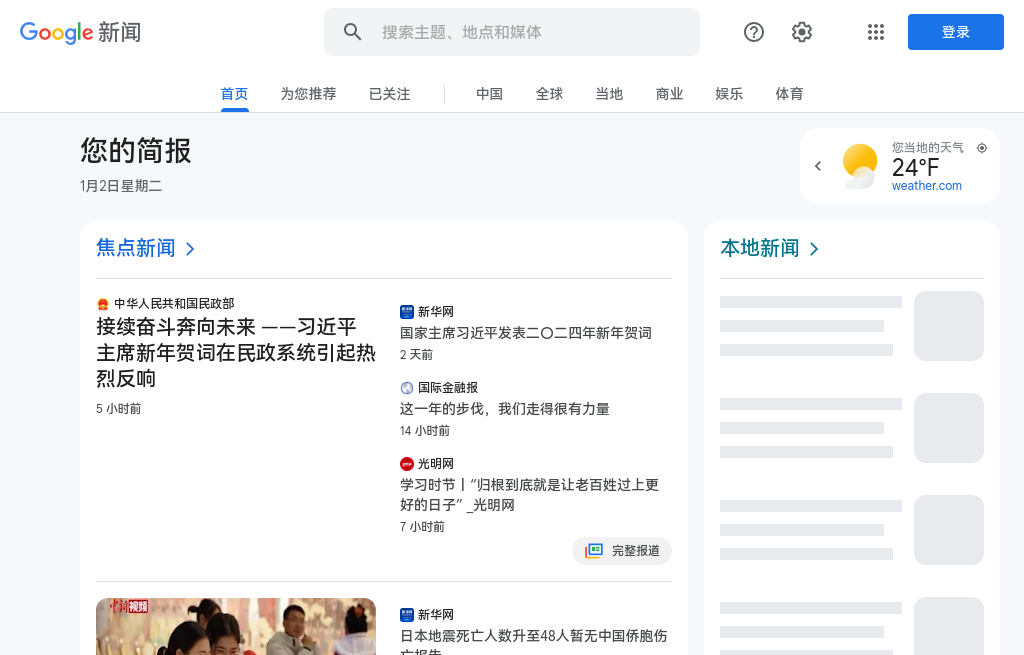 Google 新闻
搜索主题、地点和媒体
登录
首页
为您推荐
已关注
中国
全球
当地
商业
娱乐
体育
您的简报
1月2日星期二
您当地的天气
24°F
weather.com
焦点新闻
中华人民共和国民政部
接续奋斗奔向未来 ——习近平
主席新年贺词在民政系统引起热
烈反响
5 小时前
新华网
国家主席习近平发表二〇二四年新年贺词
2 天前
国际金融报
这一年的步伐，我们走得很有力量
14 小时前
光明网
学习时节丨“归根到底就是让老百姓过上更
好的日子” _光明网
7 小时前
完整报道
中新视频
新华网
日本地震死亡人数升至48人暂无中国侨胞伤
亡报告
本地新闻